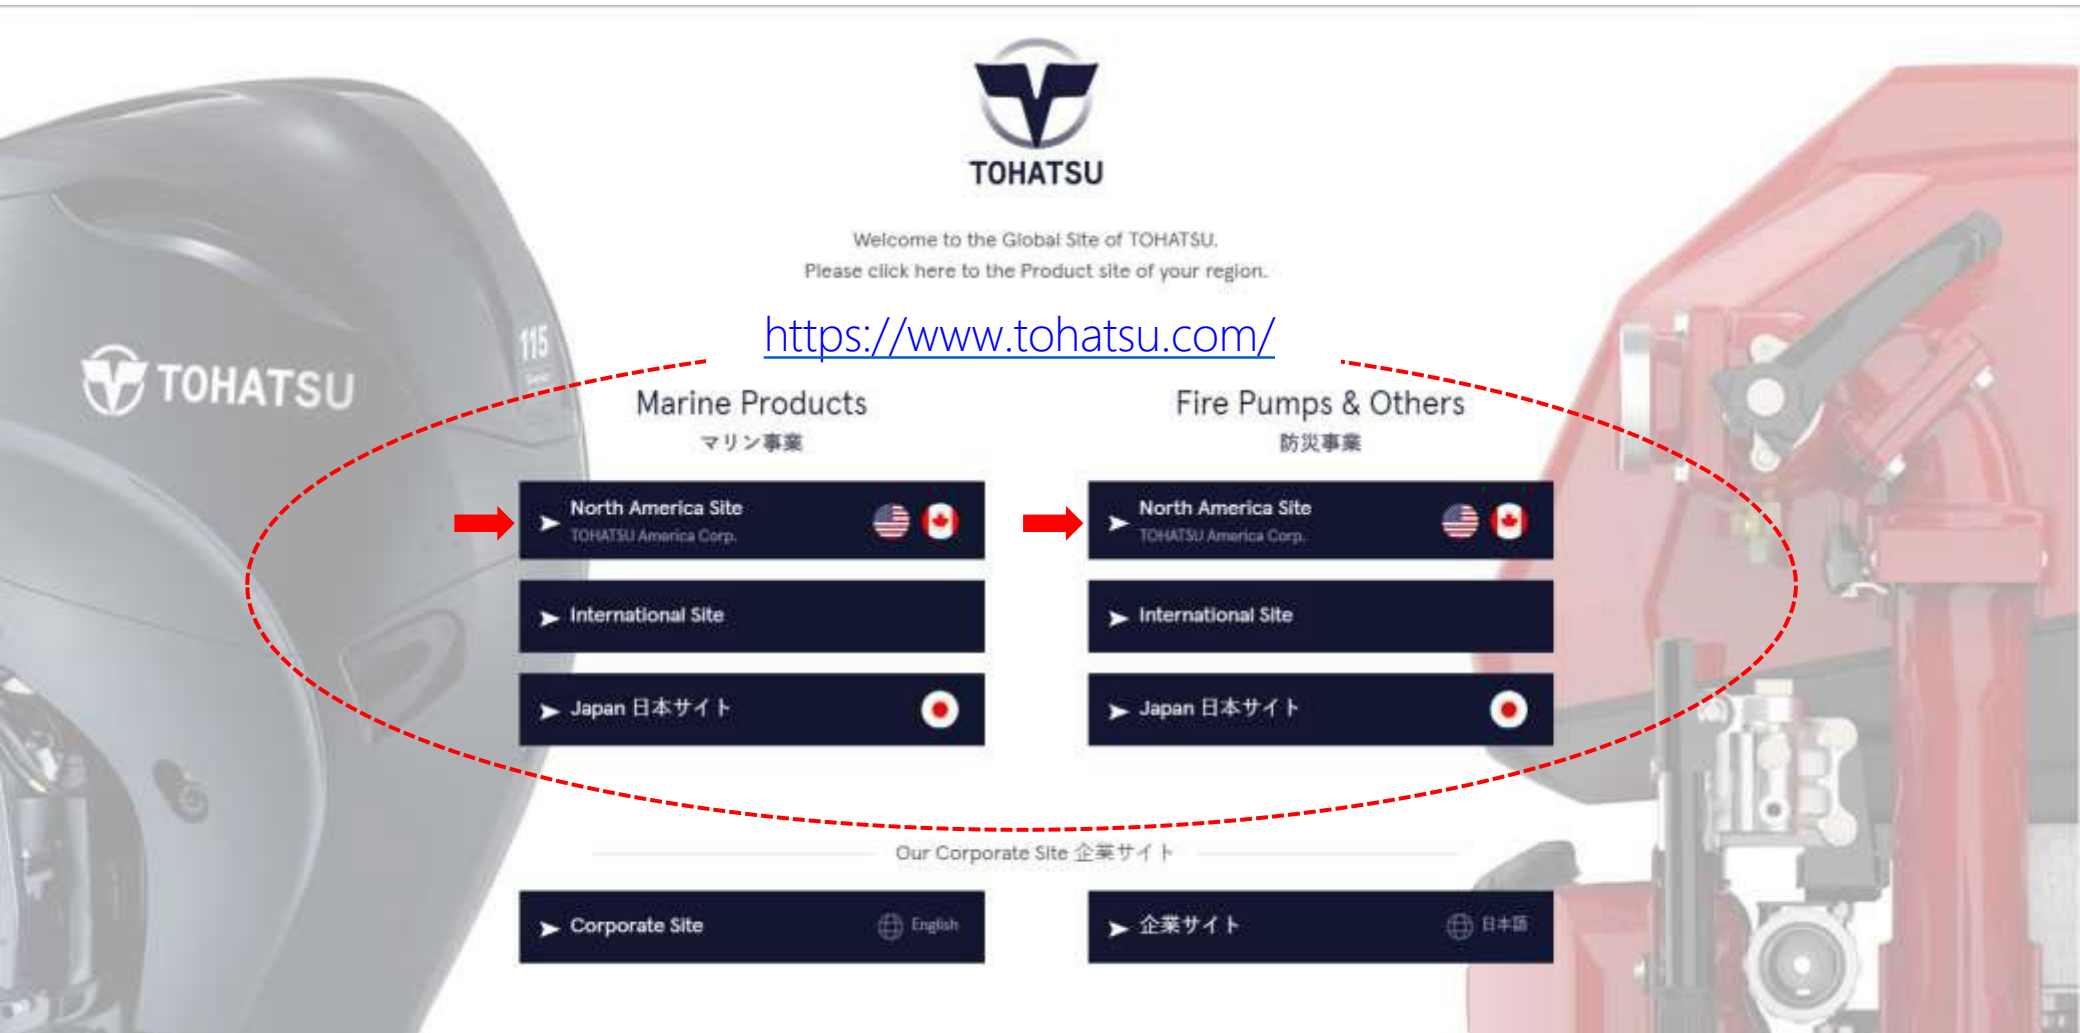 TOHATSU
Welcome to the Global Site of TOHATSU.
Please click here to the Product site of your region.
https://www.tohatsu.com/
115
TOHATSU
Marine Products
マリン事業
North America Site
TOHATSU America Corp.
International Site
Japan 日本サイト
Fire Pumps & Others
防災事業
North America Site
TOHATSU America Corp.
International Site
Japan 日本サイト
Our Corporate Site 企業サイト
Corporate Site
English
企業サイト
日本語